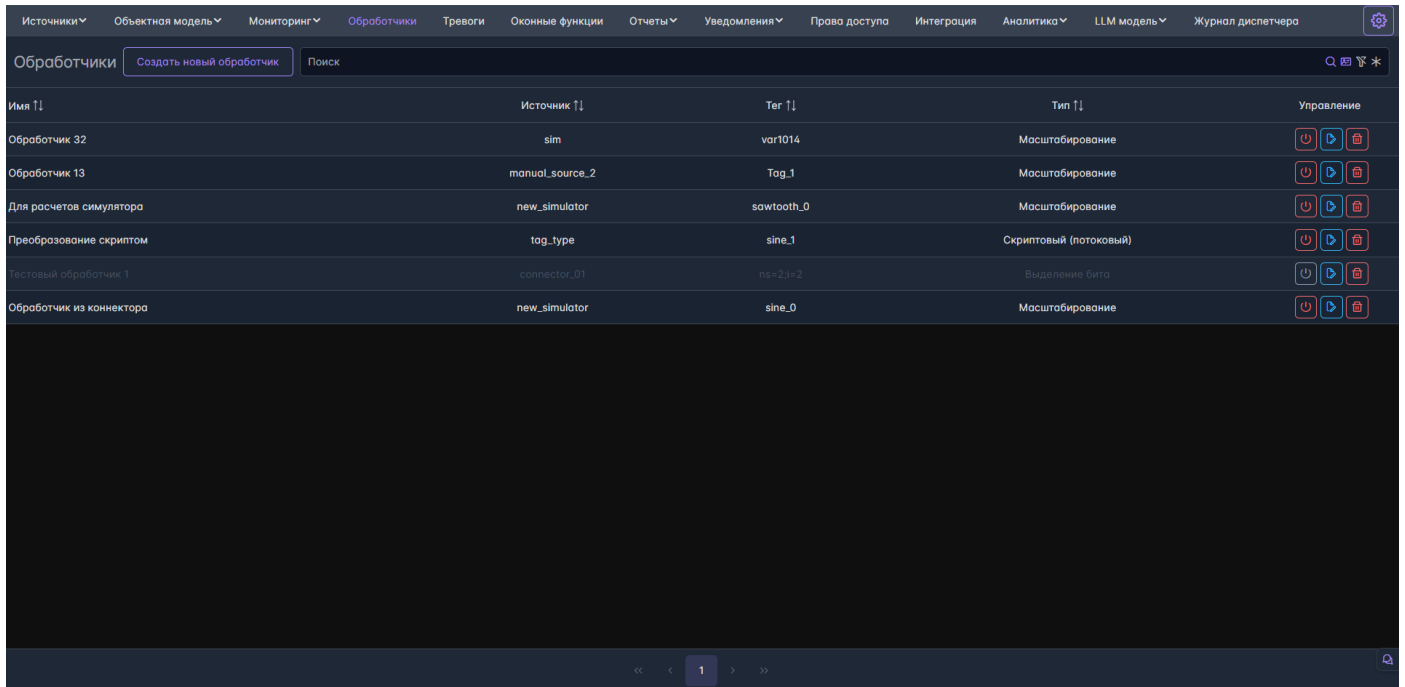 Источники Объектная модель Мониторинг Обработчики Тревоги Оконные функции Отчеты Уведомления Права доступа Интеграция Аналитика LLM модель Журнал диспетчера
Обработчики Создать новый обработчик Поиск
Имя Источник Тег Тип Управление
Обработчик 32 sim var1014 Масштабирование
Обработчик 13 manual_source_2 Tag_1 Масштабирование
Для расчетов симулятора new_simulator sawtooth_0 Масштабирование
Преобразование скриптом tag_type sine_1 Скриптовый (потоковый)
Тестовый обработчик 1 connector_01 ns=2;i=2 Выделение бита
Обработчик из коннектора new_simulator sine_0 Масштабирование
« ‹ 1 › »